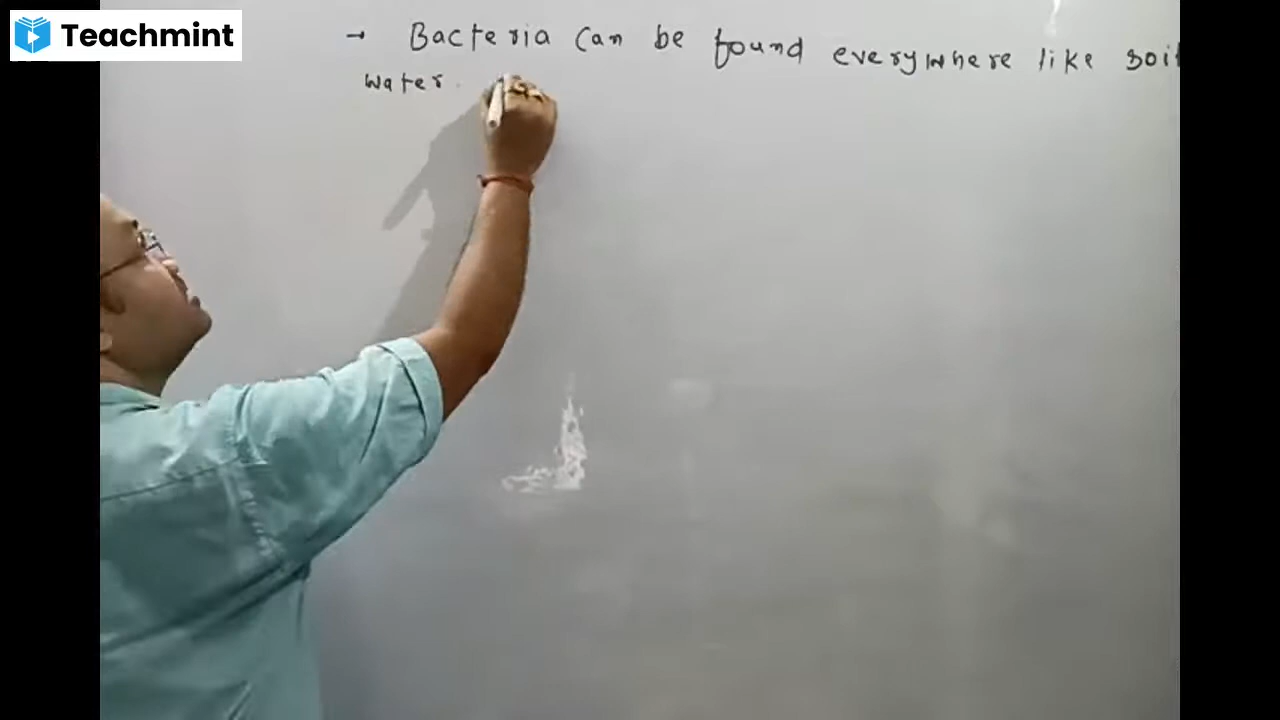 Teachmint
→ Bacteria can be found everywhere like soil
water.